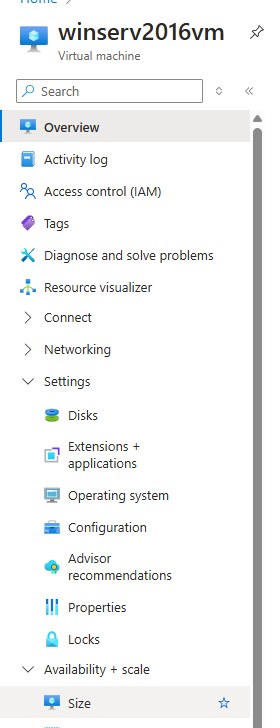 Home
winserv2016vm
Virtual machine
Search
Overview
Activity log
Access control (IAM)
Tags
Diagnose and solve problems
Resource visualizer
Connect
Networking
Settings
Disks
Extensions +
applications
Operating system
Configuration
Advisor
recommendations
Properties
Locks
Availability + scale
Size